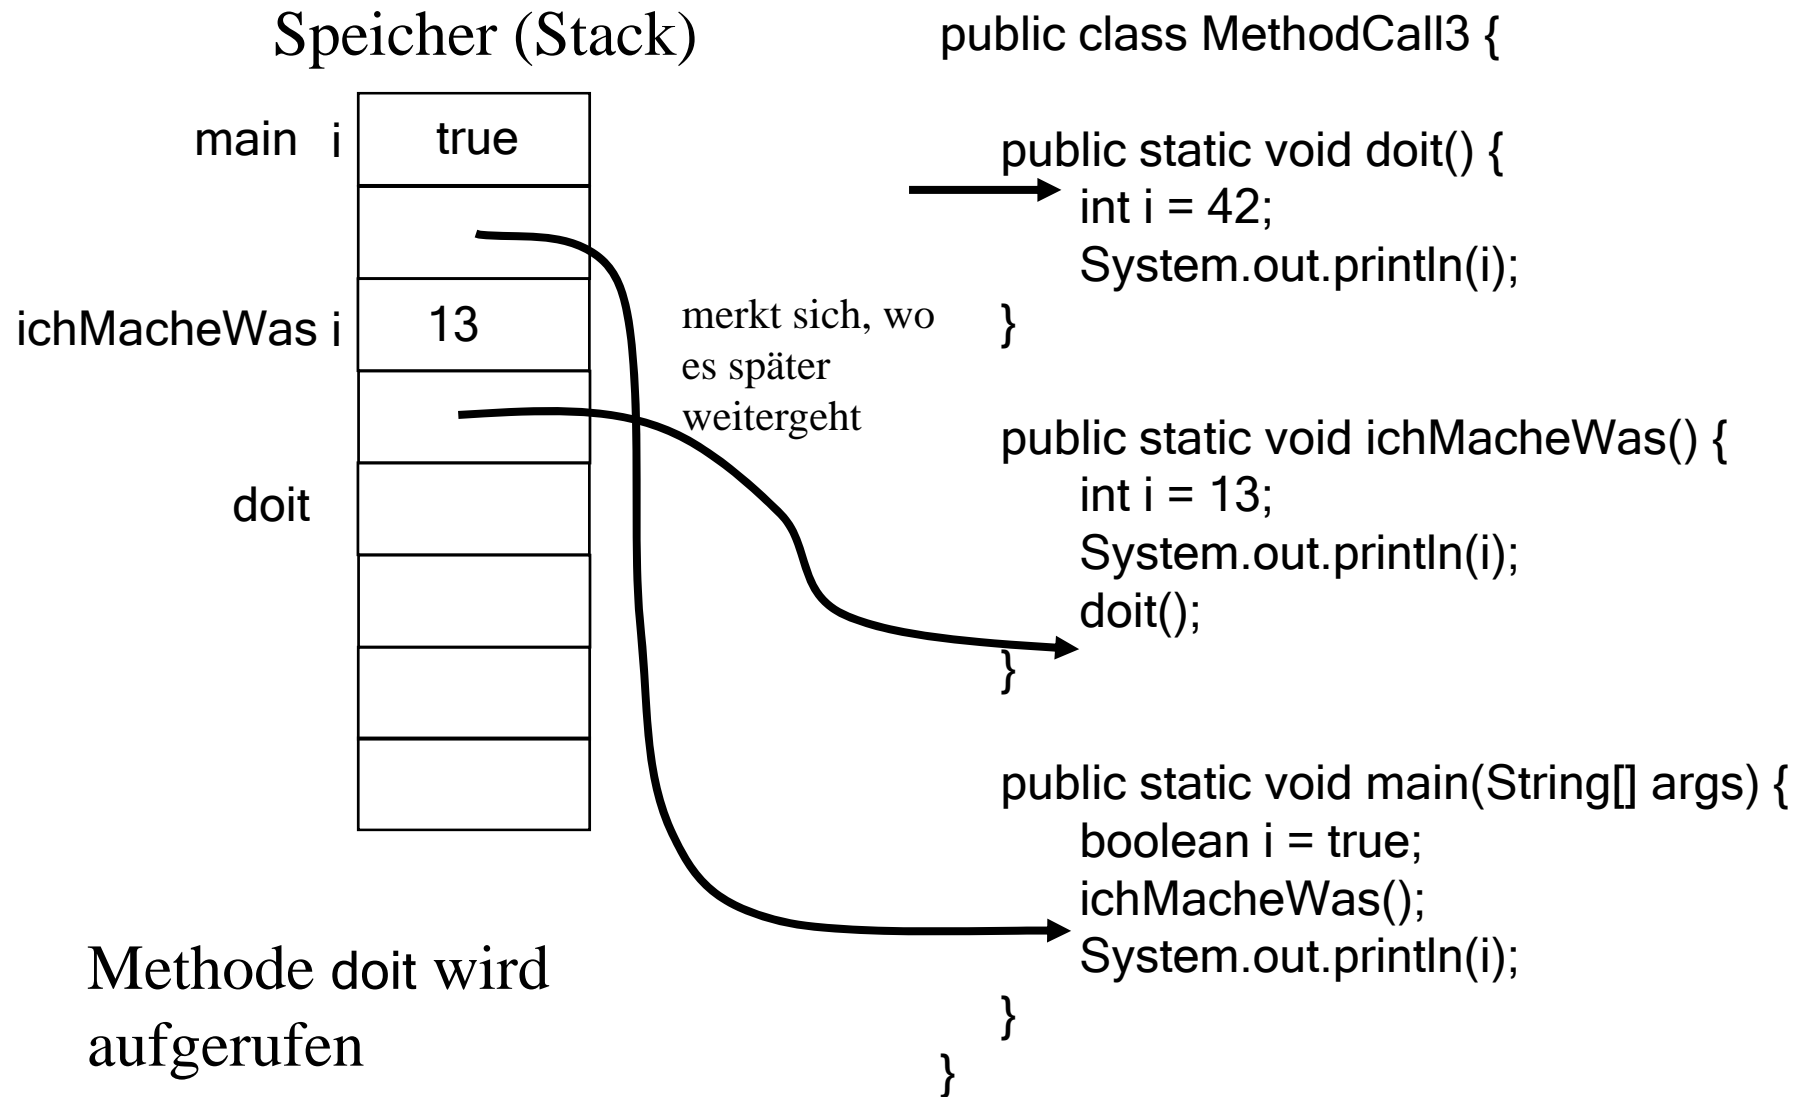 Speicher (Stack)
main i true
ichMacheWas i 13
doit
merkt sich, wo
es später
weitergeht
Methode doit wird
aufgerufen
public class MethodCall3 {
public static void doit() {
int i = 42;
System.out.println(i);
}
public static void ichMacheWas() {
int i = 13;
System.out.println(i);
doit();
}
public static void main(String[] args) {
boolean i = true;
ichMacheWas();
System.out.println(i);
}
}